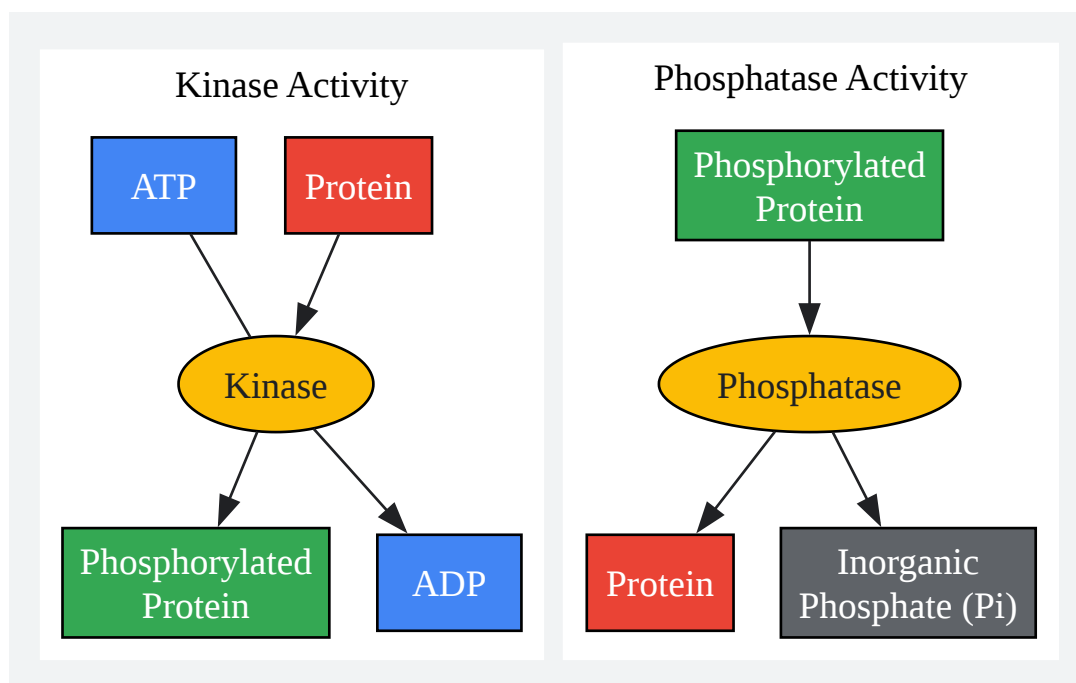 Kinase Activity
ATP
Protein
Kinase
Phosphorylated
Protein
ADP
Phosphatase Activity
Phosphorylated
Protein
Phosphatase
Protein
Inorganic
Phosphate (Pi)